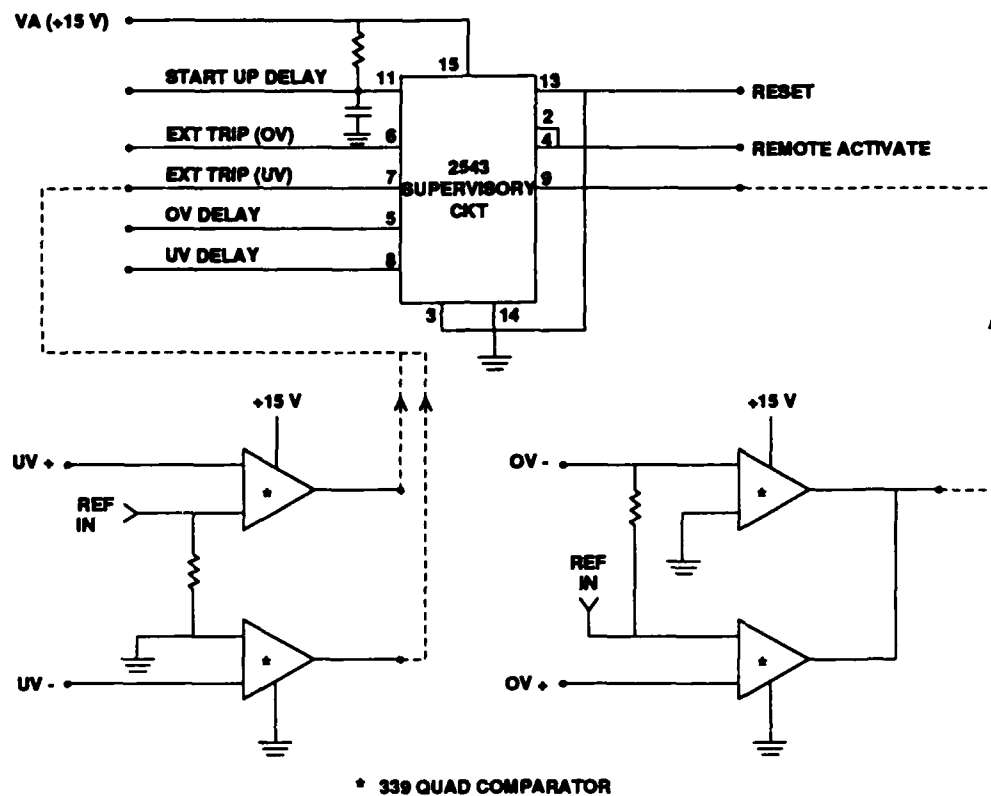 VA (+15 V)
15
START UP DELAY
11
13
RESET
EXT TRIP (OV)
6
2
4
REMOTE ACTIVATE
EXT TRIP (UV)
7
2543
SUPERVISORY
CKT
9
OV DELAY
5
UV DELAY
8
3
14
+15 V
+15 V
UV +
*
OV -
*
REF
IN
REF
IN
*
*
UV -
OV +
* 339 QUAD COMPARATOR